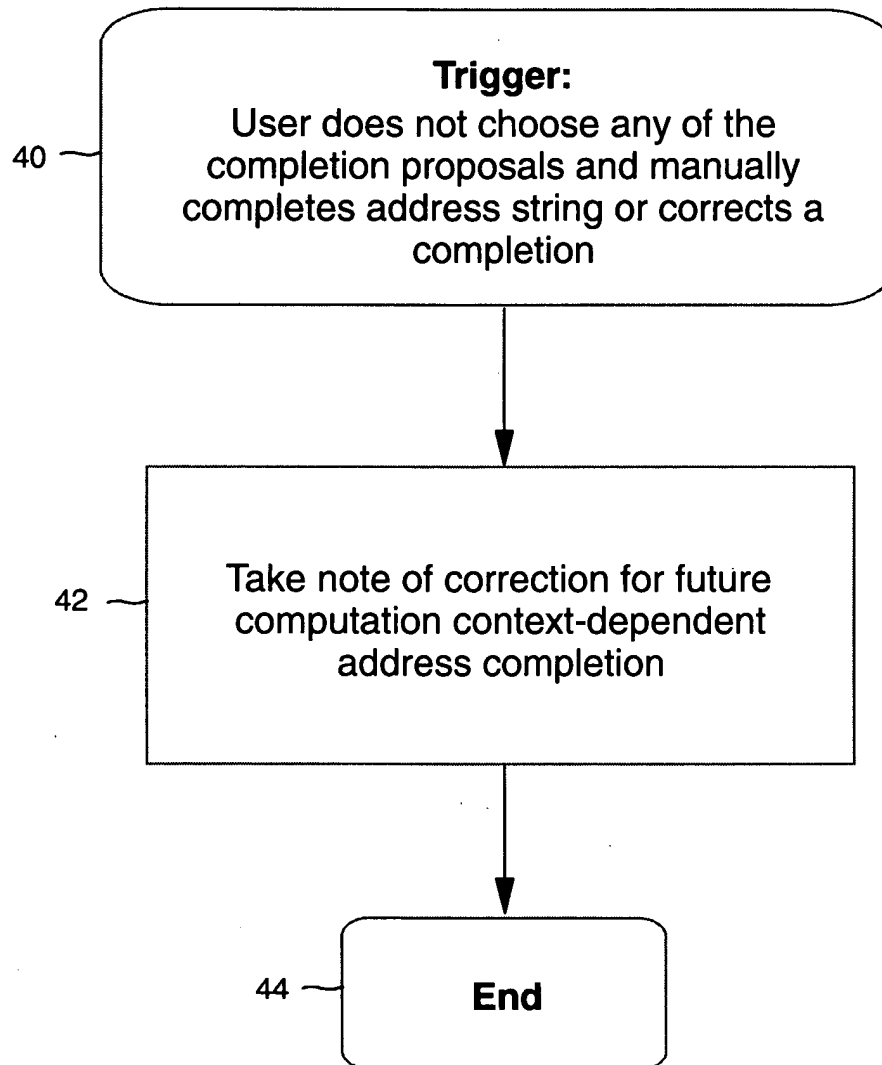 Trigger:
User does not choose any of the
40
completion proposals and manually
completes address string or corrects a
completion
Take note of correction for future
42
computation context-dependent
address completion
44
End